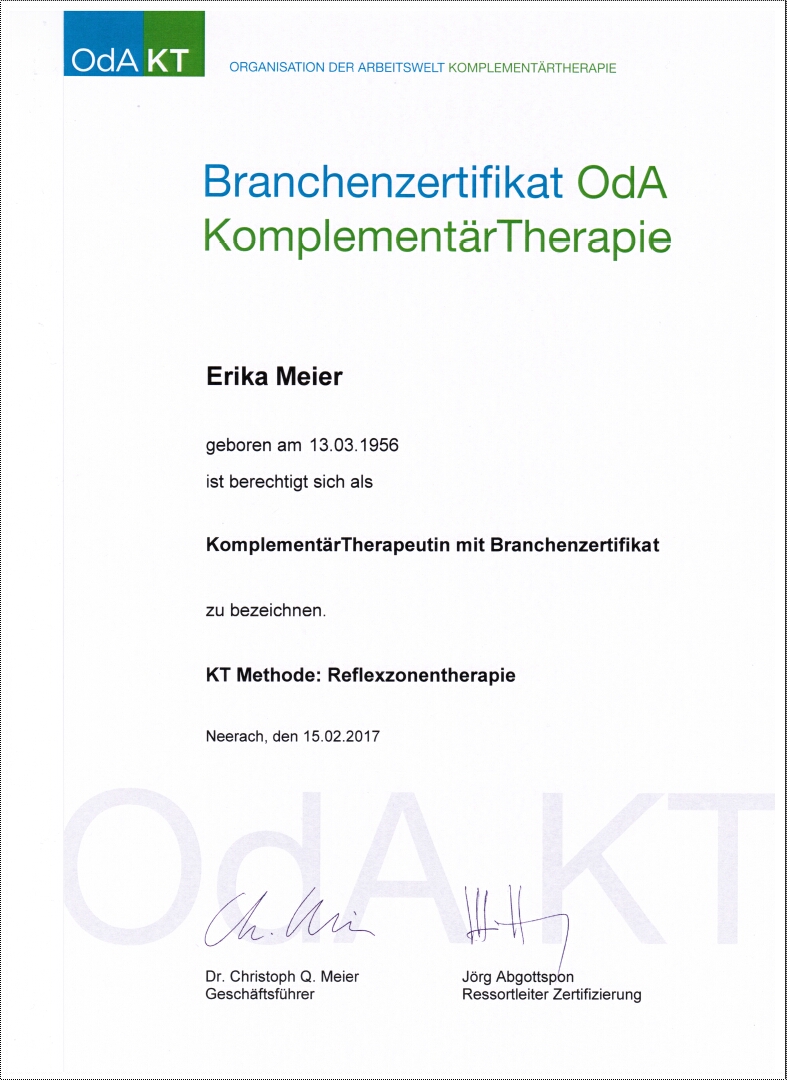 OdA KT
ORGANISATION DER ARBEITSWELT KOMPLEMENTÄRTHERAPIE
Branchenzertifikat OdA
KomplementärTherapie
Erika Meier
geboren am 13.03.1956
ist berechtigt sich als
KomplementärTherapeutin mit Branchenzertifikat
zu bezeichnen.
KT Methode: Reflexzonentherapie
Neerach, den 15.02.2017
OdA KT
Dr. Christoph Q. Meier
Geschäftsführer
Jörg Abgottspon
Ressortleiter Zertifizierung